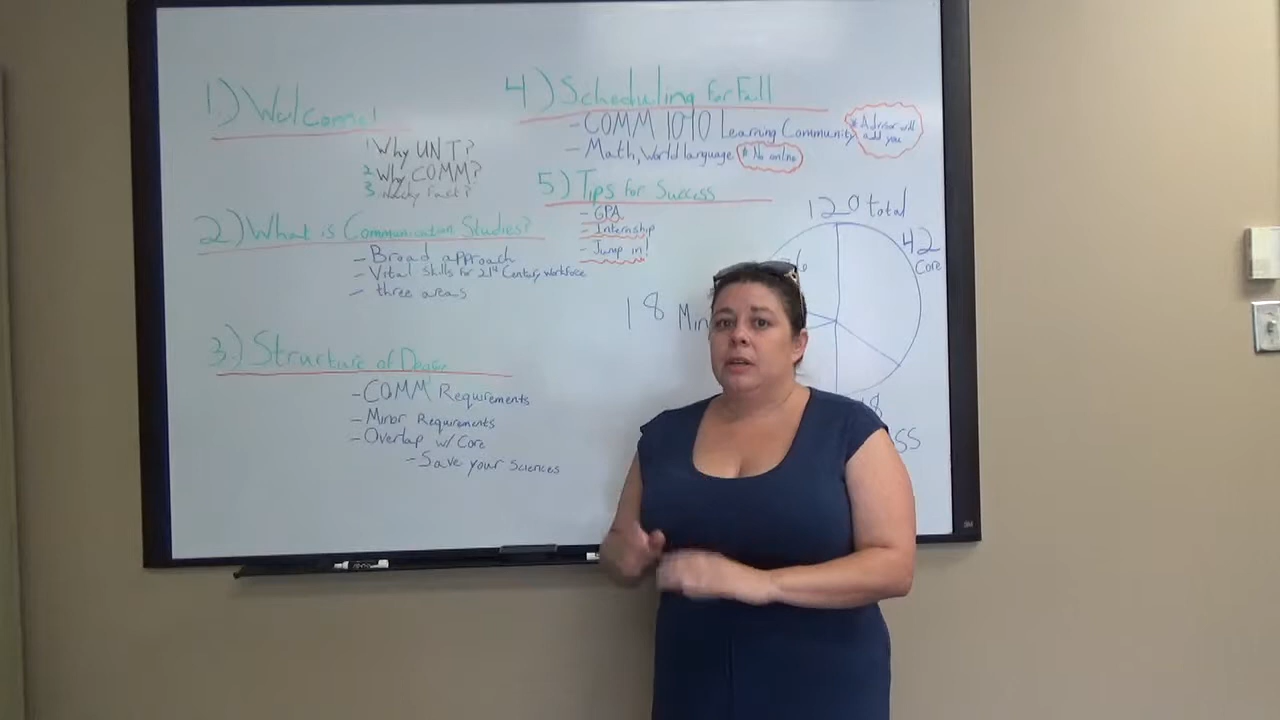 1.) Welcome!
1 Why UNT?
2 Why COMM?
3 Nerdy Fact?
2.) What is Communication Studies?
- Broad approach
- Vital Skills for 21st Century workforce
- three areas
3.) Structure of Degree
- COMM Requirements
- Minor Requirements
- Overlap w/ Core
- Save your Sciences
4.) Scheduling for Fall
- COMM 1010 Learning Community
* Advisor will
add you
- Math, World language * No online
5.) Tips for Success
- GPA
- Internship
- Jump in!
120 total
42
Core
18 Min